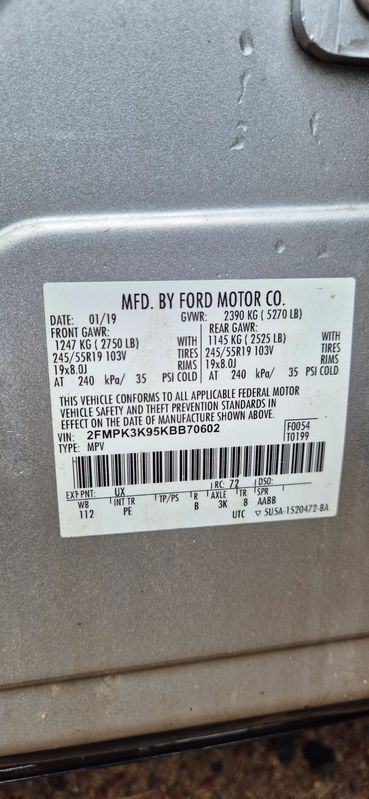 MFD. BY FORD MOTOR CO.
DATE: 01/19 GVWR: 2390 KG ( 5270 LB)
FRONT GAWR: REAR GAWR:
1247 KG ( 2750 LB) WITH 1145 KG ( 2525 LB) WITH
245/55R19 103V TIRES 245/55R19 103V TIRES
19x8.0J RIMS 19x8.0J RIMS
AT 240 kPa/ 35 PSI COLD AT 240 kPa/ 35 PSI COLD
THIS VEHICLE CONFORMS TO ALL APPLICABLE FEDERAL MOTOR
VEHICLE SAFETY AND THEFT PREVENTION STANDARDS IN
EFFECT ON THE DATE OF MANUFACTURE SHOWN ABOVE.
VIN: 2FMPK3K95KBB70602 F0054
TYPE: MPV T0199
EXT PNT: UX RC: 72 DSO:
WB INT TR TP/PS R AXLE TR SPR
112 PE B 3K 8 AABB
UTC ▽ 5U5A-1520472-BA